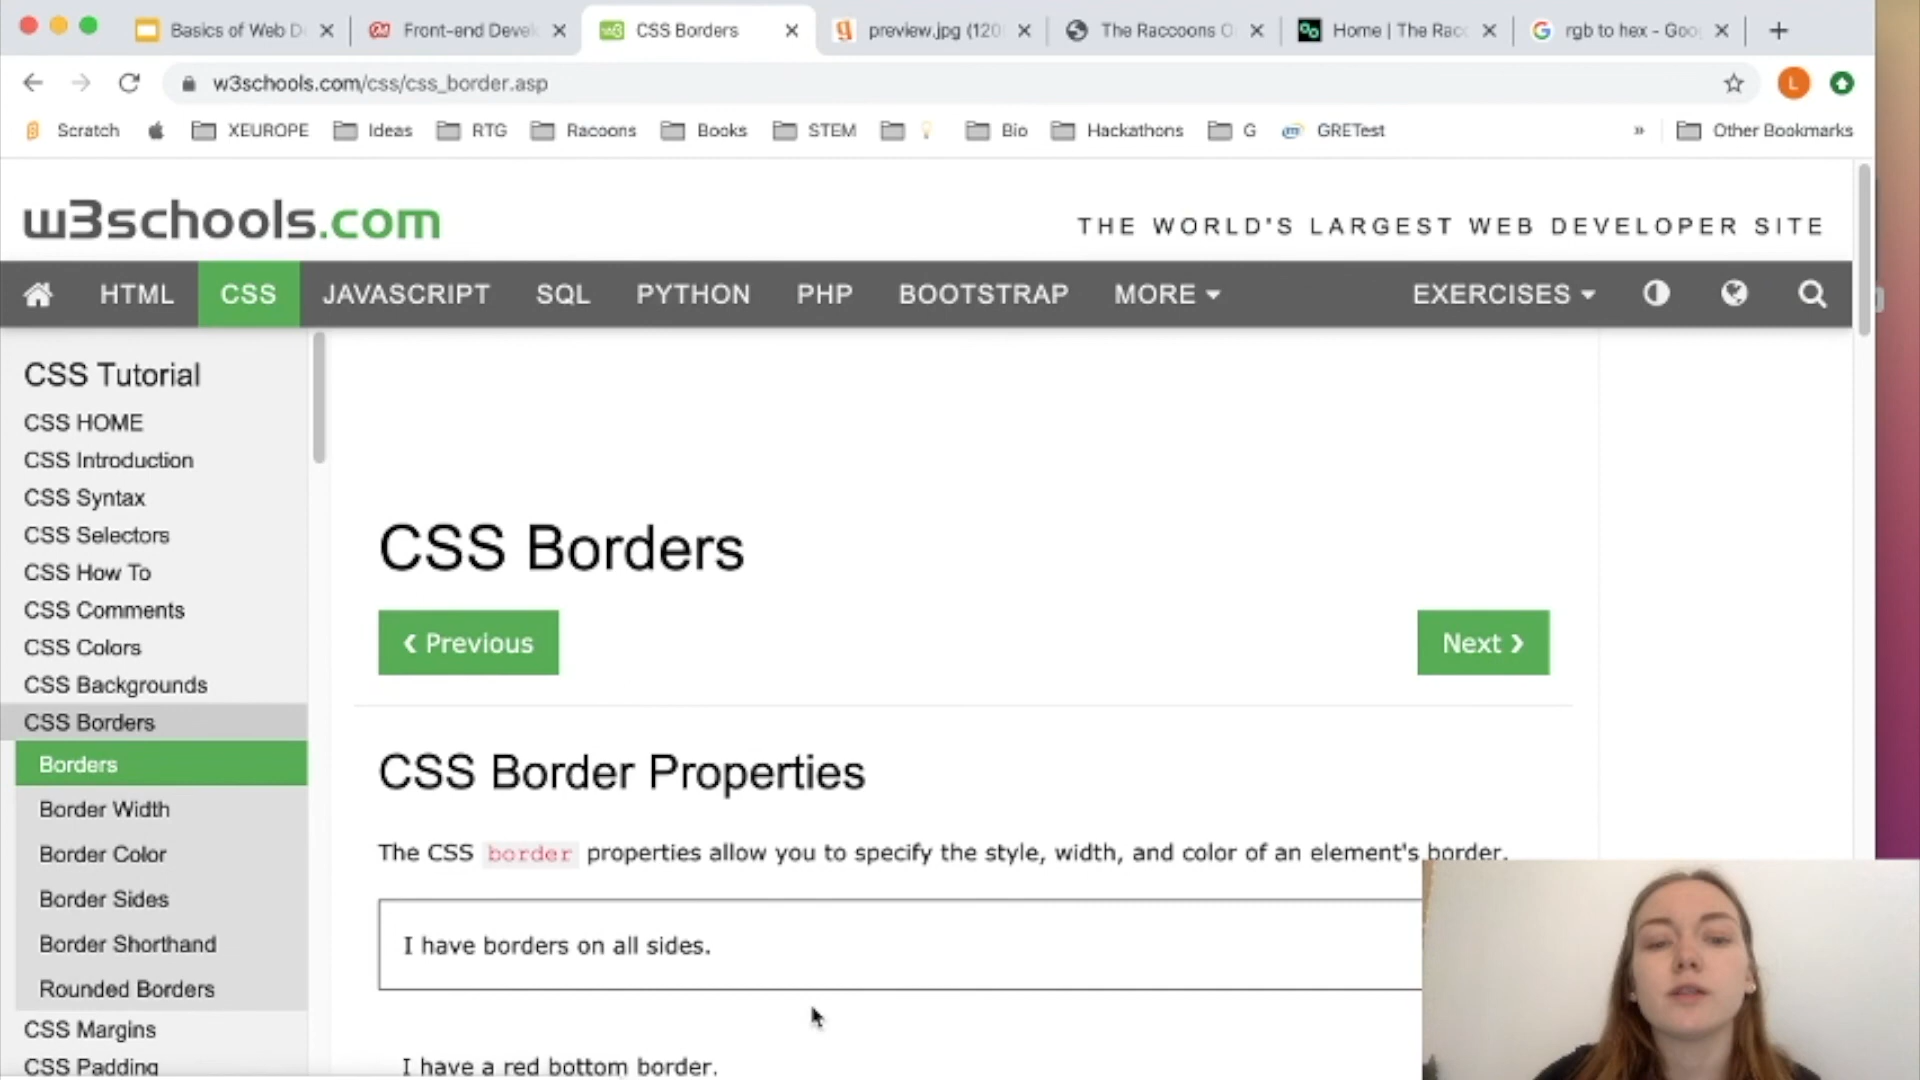 Basics of Web D
Front-end Devel
CSS Borders
preview.jpg (120
The Raccoons O
Home | The Racc
rgb to hex - Goo
w3schools.com/css/css_border.asp
L
Scratch
XEUROPE
Ideas
RTG
Racoons
Books
STEM
Bio
Hackathons
G
GRETest
»
Other Bookmarks
w3schools.com
THE WORLD'S LARGEST WEB DEVELOPER SITE
HTML
CSS
JAVASCRIPT
SQL
PYTHON
PHP
BOOTSTRAP
MORE
EXERCISES
CSS Tutorial
CSS HOME
CSS Introduction
CSS Syntax
CSS Selectors
CSS How To
CSS Comments
CSS Colors
CSS Backgrounds
CSS Borders
Borders
Border Width
Border Color
Border Sides
Border Shorthand
Rounded Borders
CSS Margins
CSS Padding
CSS Borders
❮ Previous
Next ❯
CSS Border Properties
The CSS border properties allow you to specify the style, width, and color of an element's border.
I have borders on all sides.
I have a red bottom border.